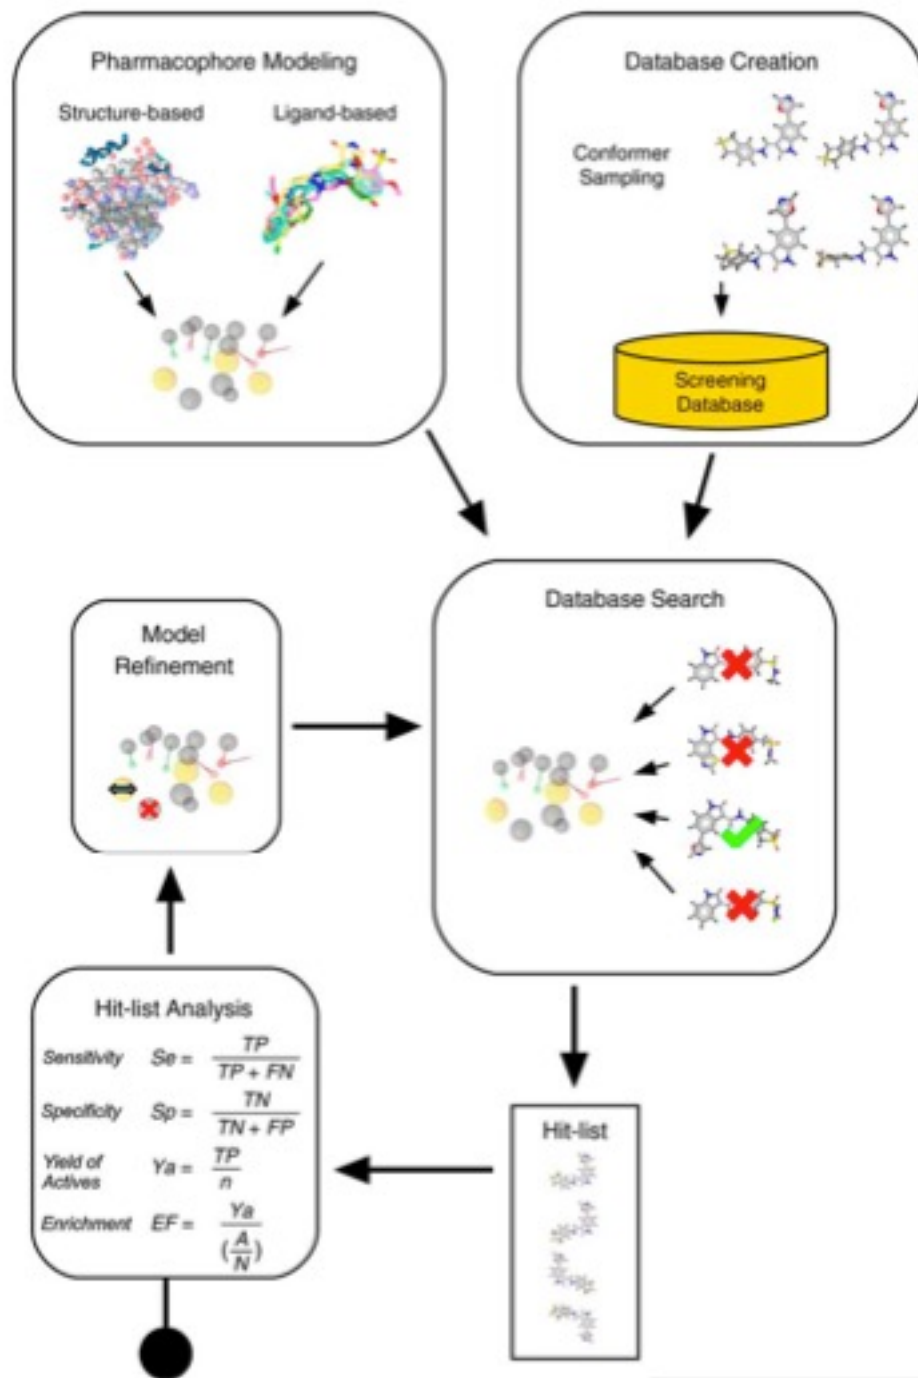 Pharmacophore Modeling
Structure-based
Ligand-based
Database Creation
Conformer
Sampling
Screening
Database
Model
Refinement
Database Search
Hit-list Analysis
Sensitivity Se = TP / TP + FN
Specificity Sp = TN / TN + FP
Yield of
Actives Ya = TP / n
Enrichment EF = Ya / (A / N)
Hit-list